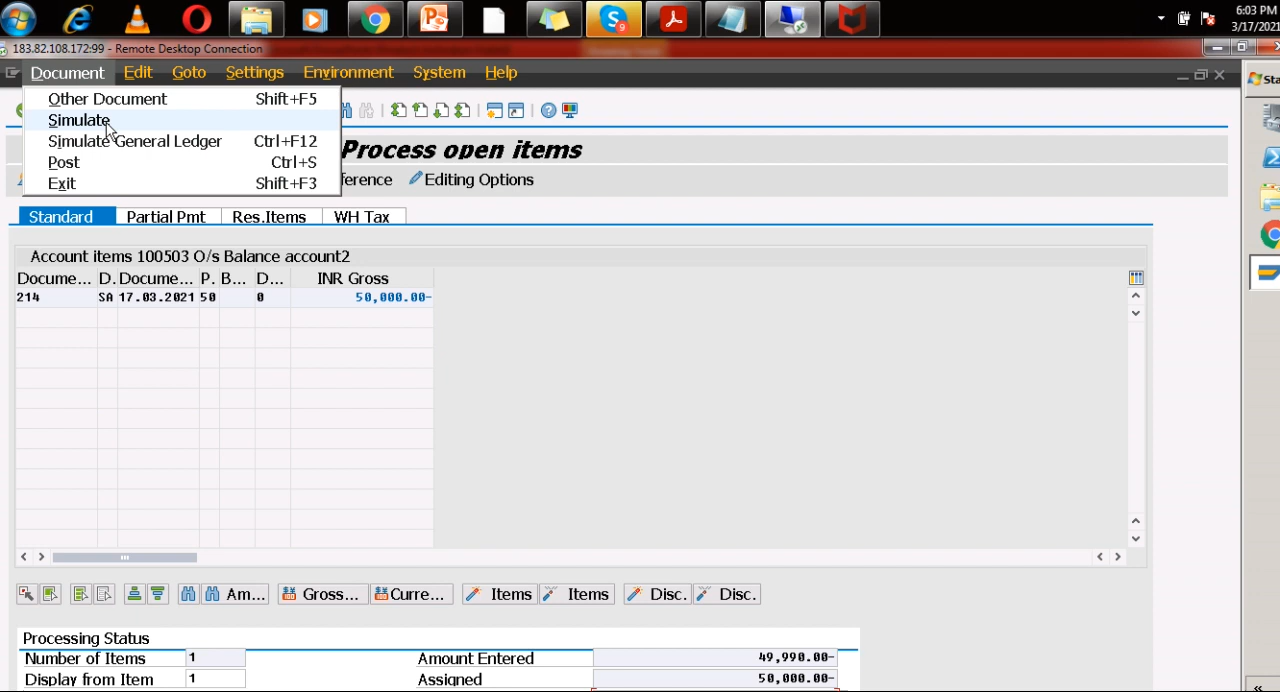 6:03 PM
3/17/2021
183.82.108.172:99 - Remote Desktop Connection
Document Edit Goto Settings Environment System Help
Other Document Shift+F5
Simulate
Simulate General Ledger Ctrl+F12
Post Ctrl+S
Exit Shift+F3
Process open items
ference Editing Options
Standard Partial Pmt Res.Items WH Tax
Account items 100503 O/s Balance account2
Docume... D. Docume... P. B... D... INR Gross
214 SA 17.03.2021 50 0 50,000.00-
Am... Gross... Curre... Items Items Disc. Disc.
Processing Status
Number of Items 1 Amount Entered 49,990.00-
Display from Item 1 Assigned 50,000.00-
Sta